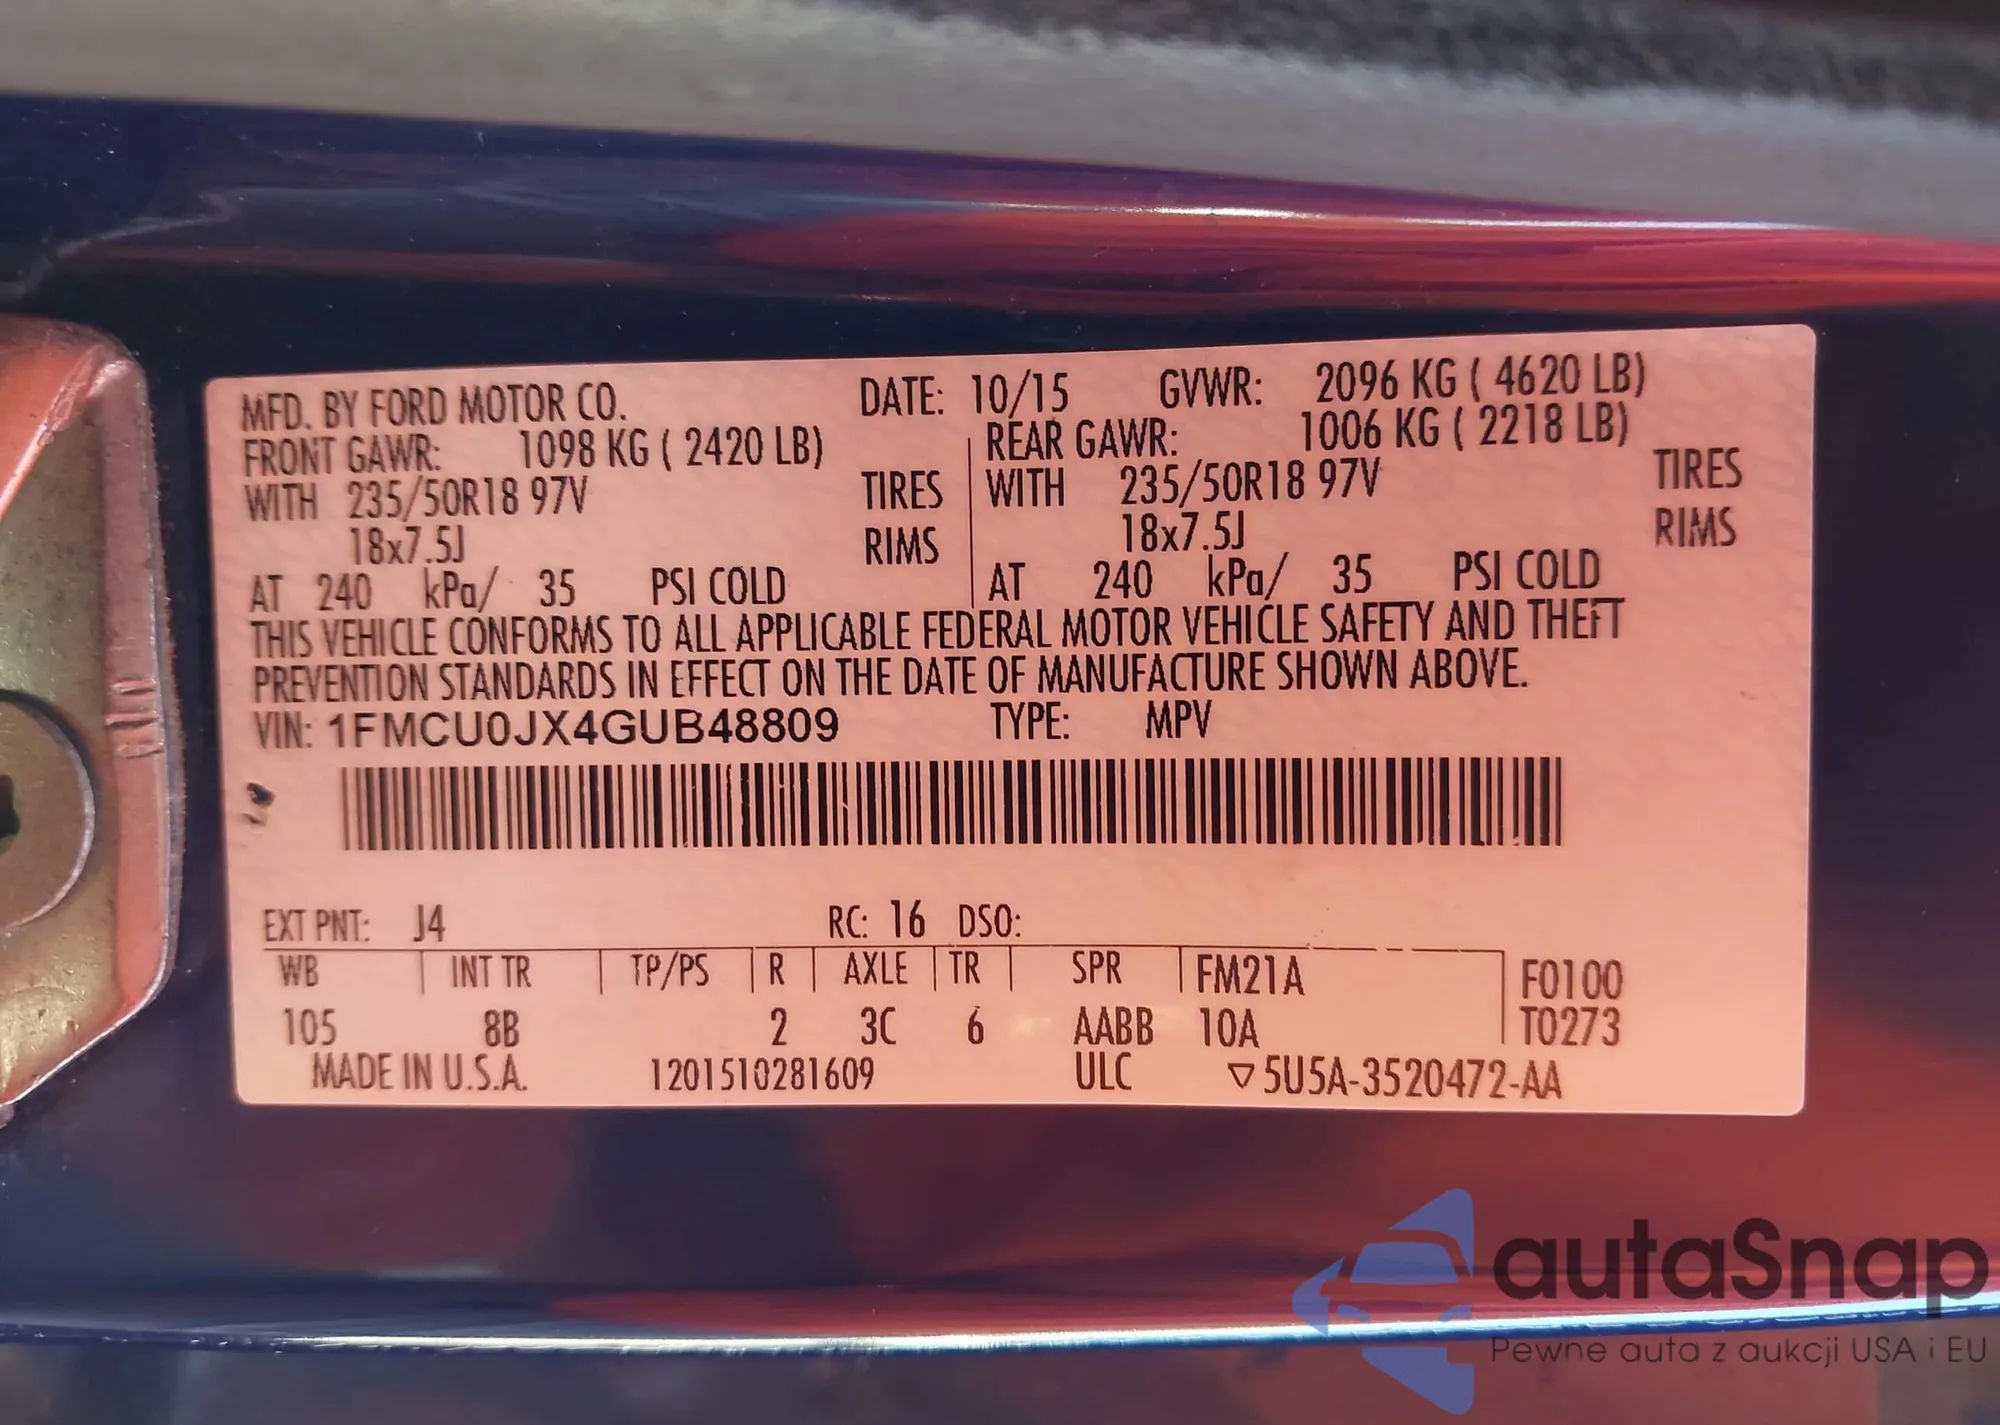 MFD. BY FORD MOTOR CO. DATE: 10/15 GVWR: 2096 KG ( 4620 LB)
FRONT GAWR: 1098 KG ( 2420 LB) REAR GAWR: 1006 KG ( 2218 LB)
WITH 235/50R18 97V TIRES WITH 235/50R18 97V TIRES
18x7.5J RIMS 18x7.5J RIMS
AT 240 kPa/ 35 PSI COLD AT 240 kPa/ 35 PSI COLD
THIS VEHICLE CONFORMS TO ALL APPLICABLE FEDERAL MOTOR VEHICLE SAFETY AND THEFT
PREVENTION STANDARDS IN EFFECT ON THE DATE OF MANUFACTURE SHOWN ABOVE.
VIN: 1FMCU0JX4GUB48809 TYPE: MPV
EXT PNT: J4 RC: 16 DSO:
WB INT TR TP/PS R AXLE TR SPR FM21A F0100
105 8B 2 3C 6 AABB 10A T0273
MADE IN U.S.A. 1201510281609 ULC ▽5U5A-3520472-AA
autaSnap
Pewne auta z aukcji USA i EU